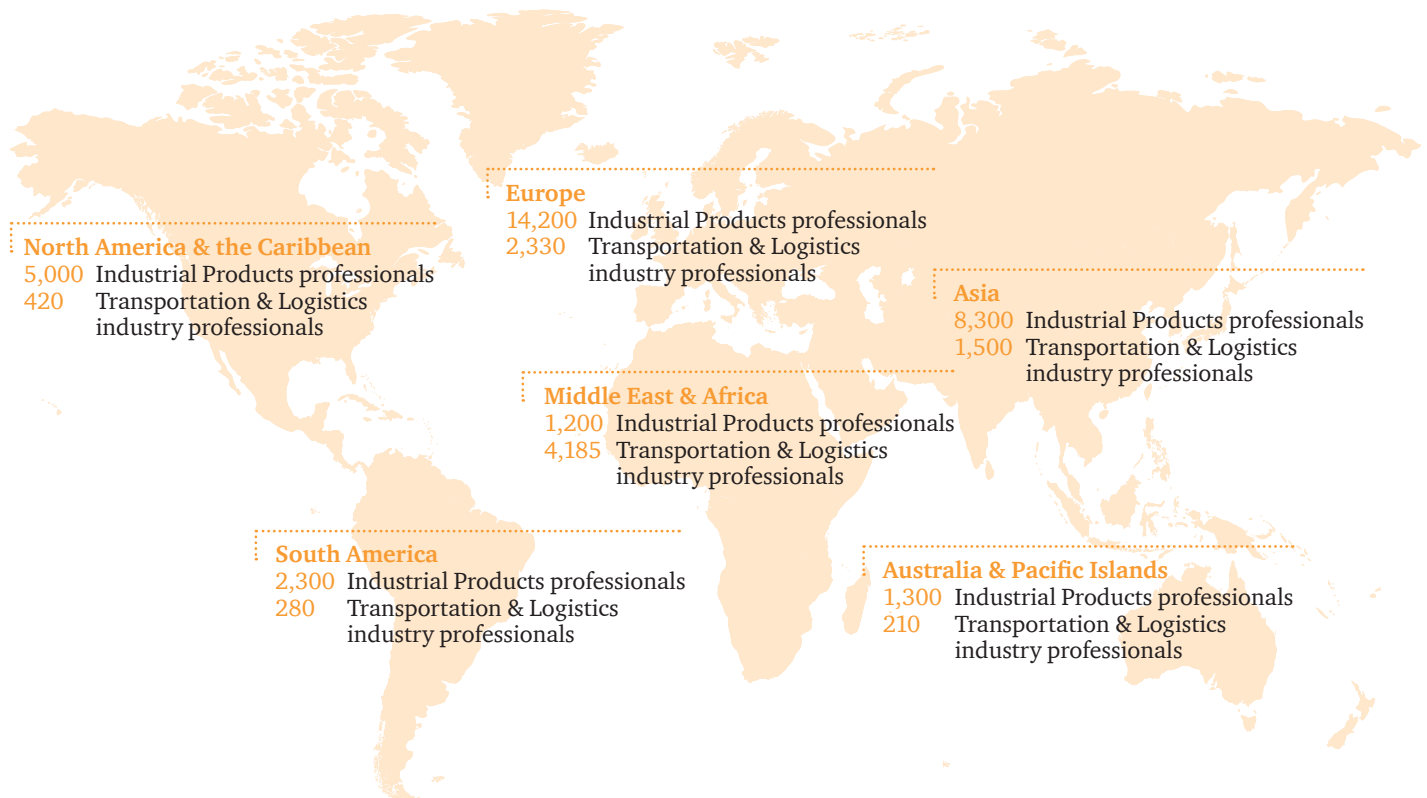 Europe
14,200 Industrial Products professionals
2,330 Transportation & Logistics
industry professionals
North America & the Caribbean
5,000 Industrial Products professionals
420 Transportation & Logistics
industry professionals
Asia
8,300 Industrial Products professionals
1,500 Transportation & Logistics
industry professionals
Middle East & Africa
1,200 Industrial Products professionals
4,185 Transportation & Logistics
industry professionals
South America
2,300 Industrial Products professionals
280 Transportation & Logistics
industry professionals
Australia & Pacific Islands
1,300 Industrial Products professionals
210 Transportation & Logistics
industry professionals